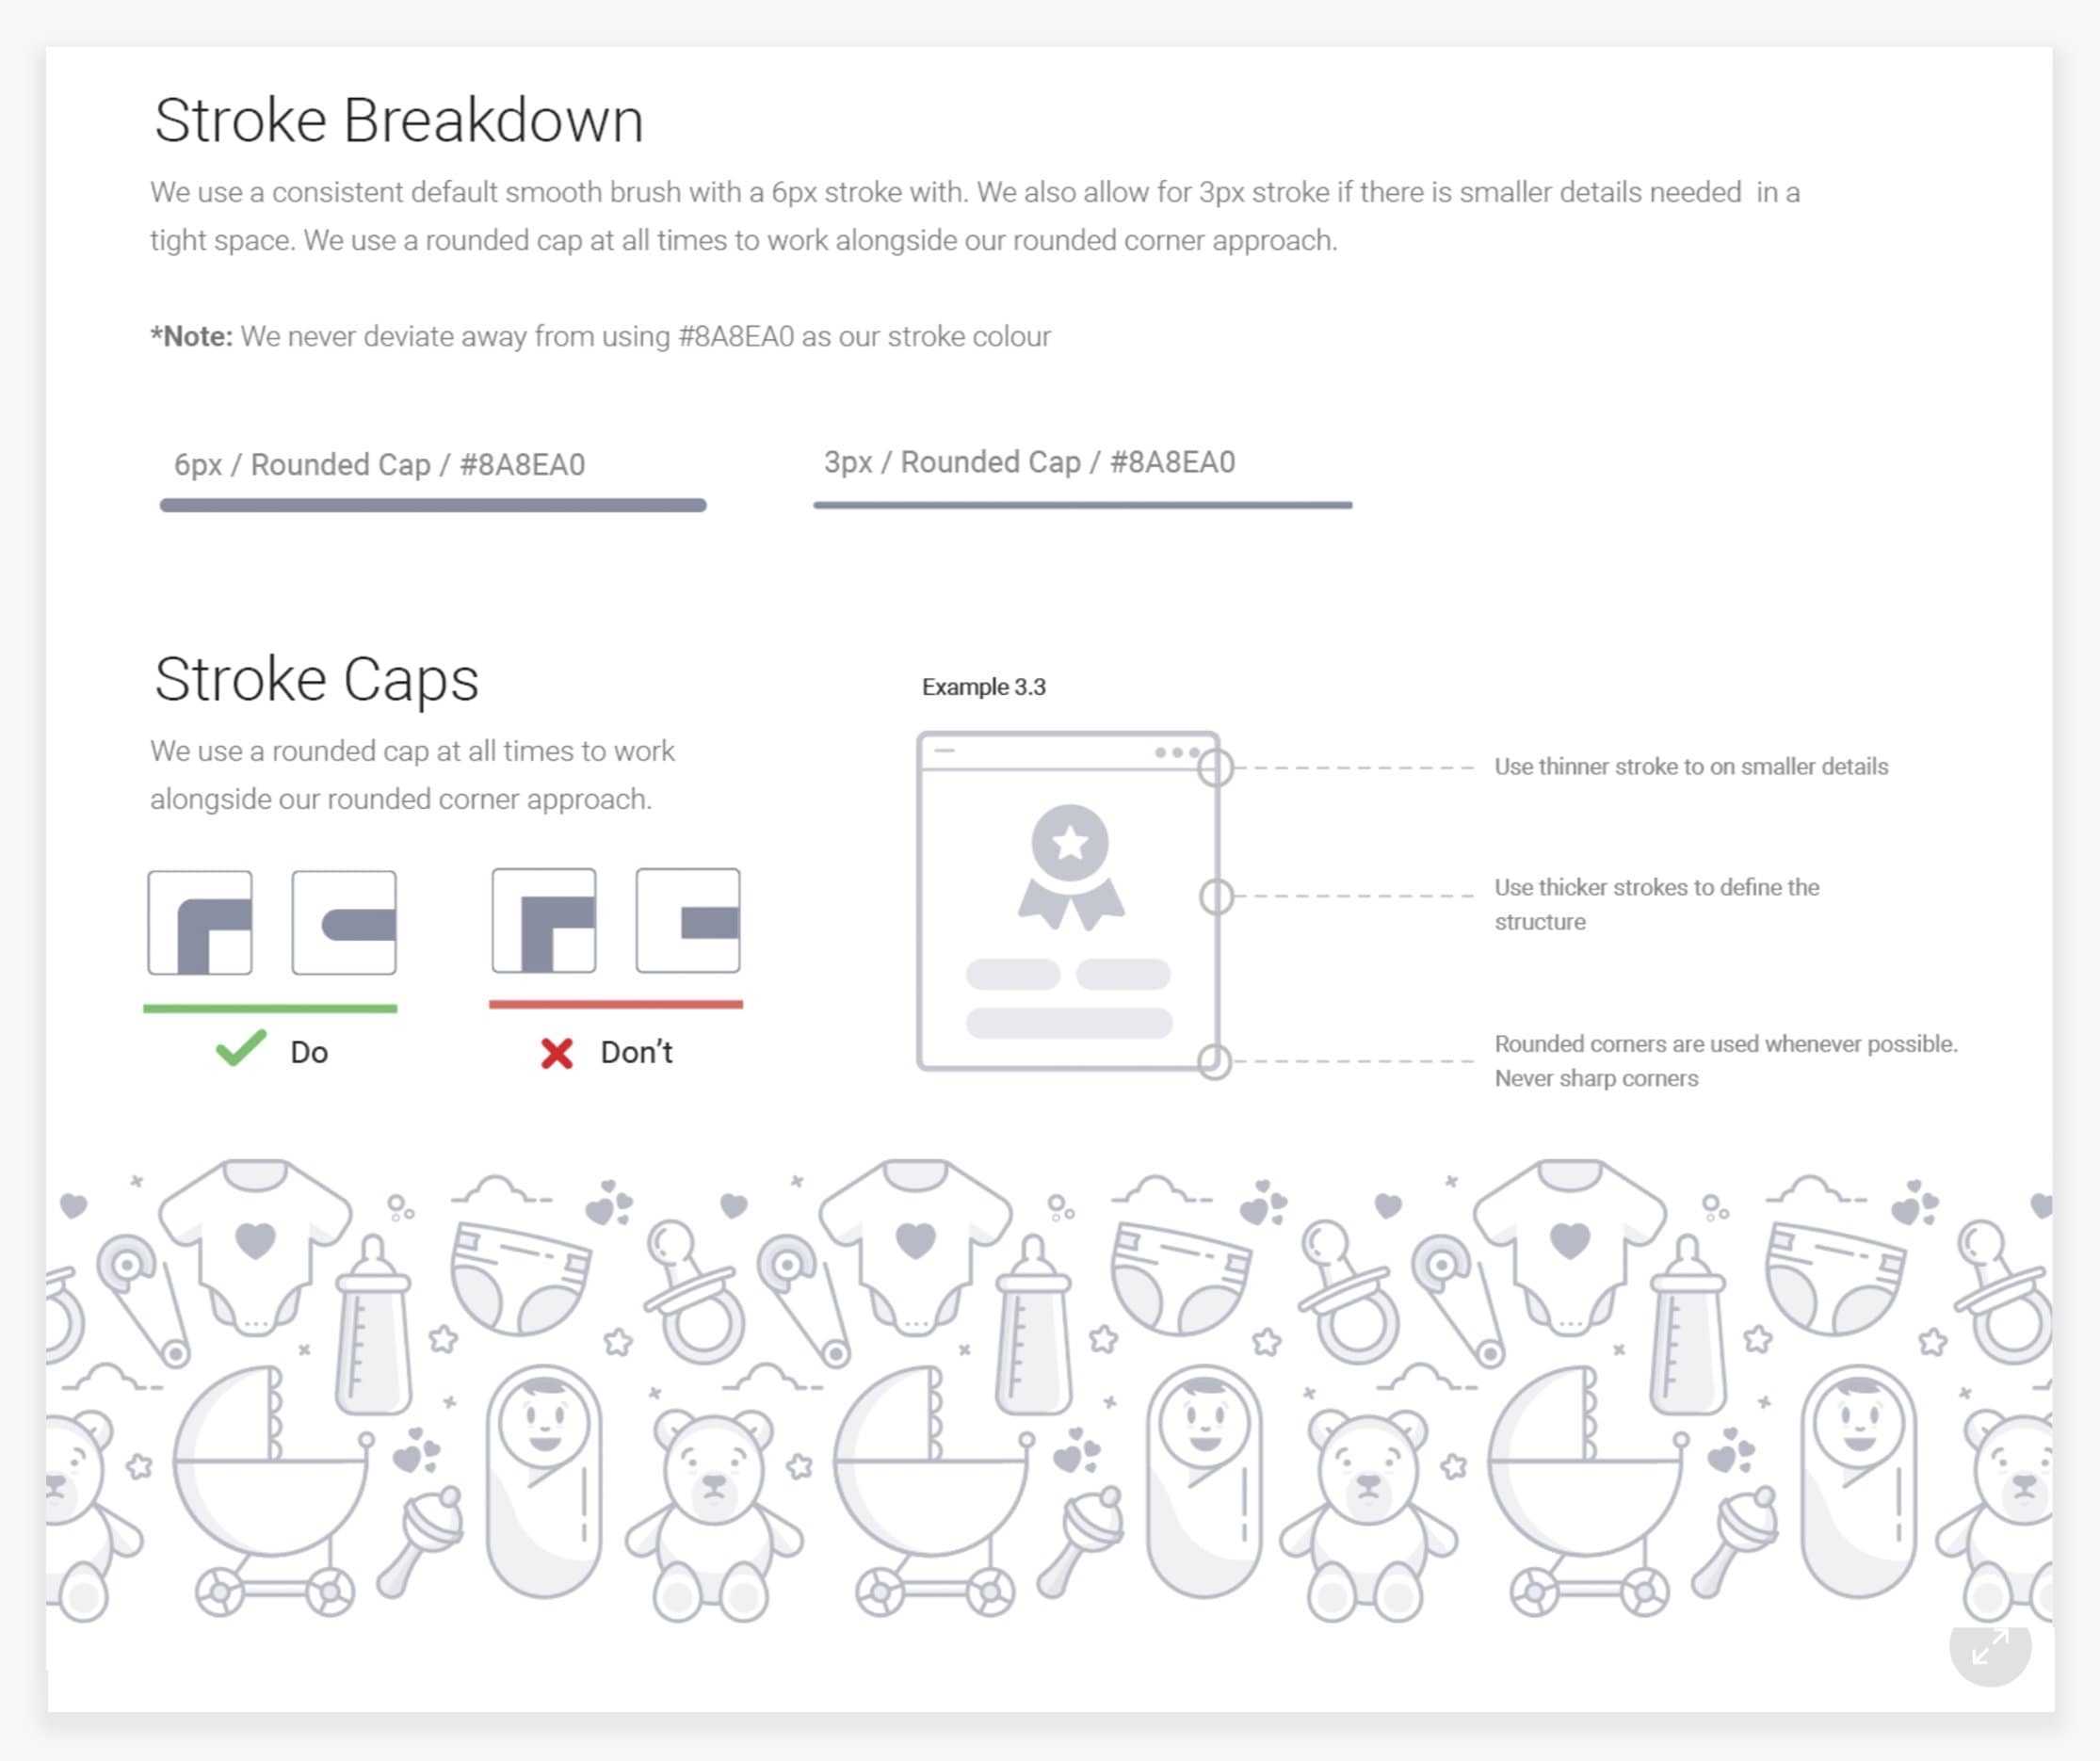 Stroke Breakdown
We use a consistent default smooth brush with a 6px stroke with. We also allow for 3px stroke if there is smaller details needed  in a
tight space. We use a rounded cap at all times to work alongside our rounded corner approach.
*Note: We never deviate away from using #8A8EA0 as our stroke colour
6px / Rounded Cap / #8A8EA0
3px / Rounded Cap / #8A8EA0
Stroke Caps
We use a rounded cap at all times to work
alongside our rounded corner approach.
Do
Don't
Example 3.3
Use thinner stroke to on smaller details
Use thicker strokes to define the
structure
Rounded corners are used whenever possible.
Never sharp corners